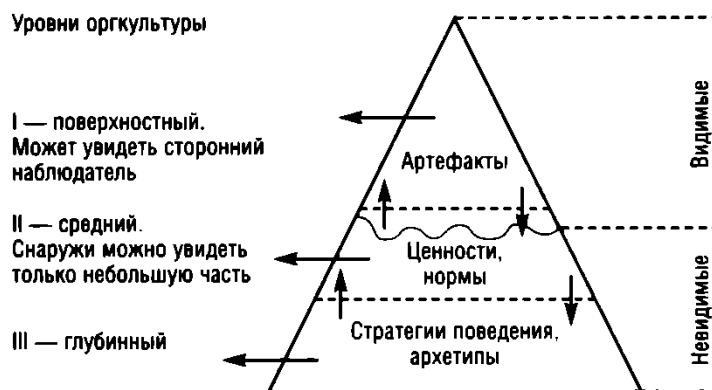 Уровни оргкультуры
I — поверхностный.
Может увидеть сторонний
наблюдатель
II — средний.
Снаружи можно увидеть
только небольшую часть
III — глубинный
Артефакты
Ценности,
нормы
Стратегии поведения,
архетипы
Видимые
Невидимые